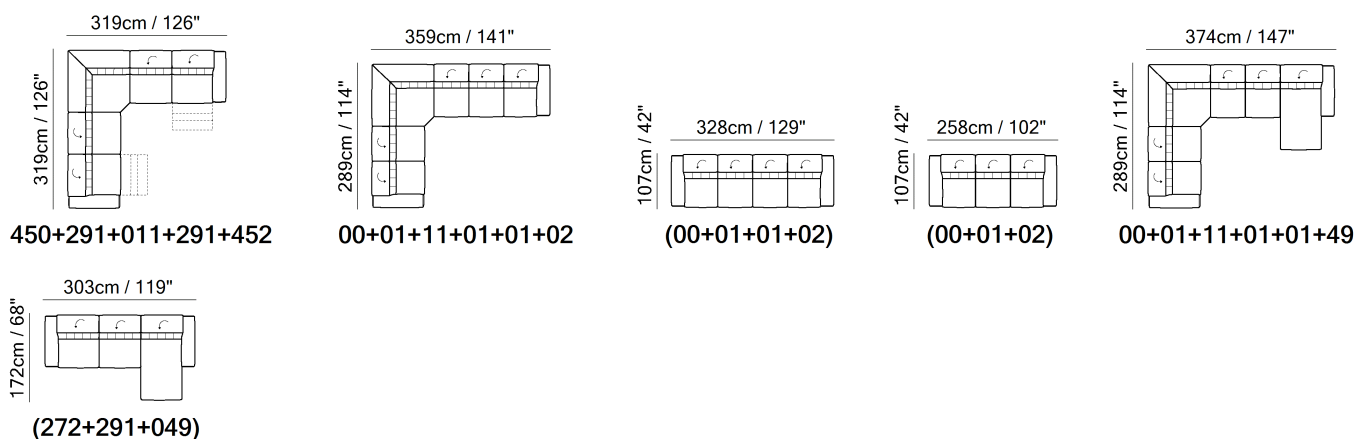 319cm / 126"
319cm / 126"
450+291+011+291+452
359cm / 141"
289cm / 114"
00+01+11+01+01+02
328cm / 129"
107cm / 42"
(00+01+01+02)
258cm / 102"
107cm / 42"
(00+01+02)
374cm / 147"
289cm / 114"
00+01+11+01+01+49
303cm / 119"
172cm / 68"
(272+291+049)